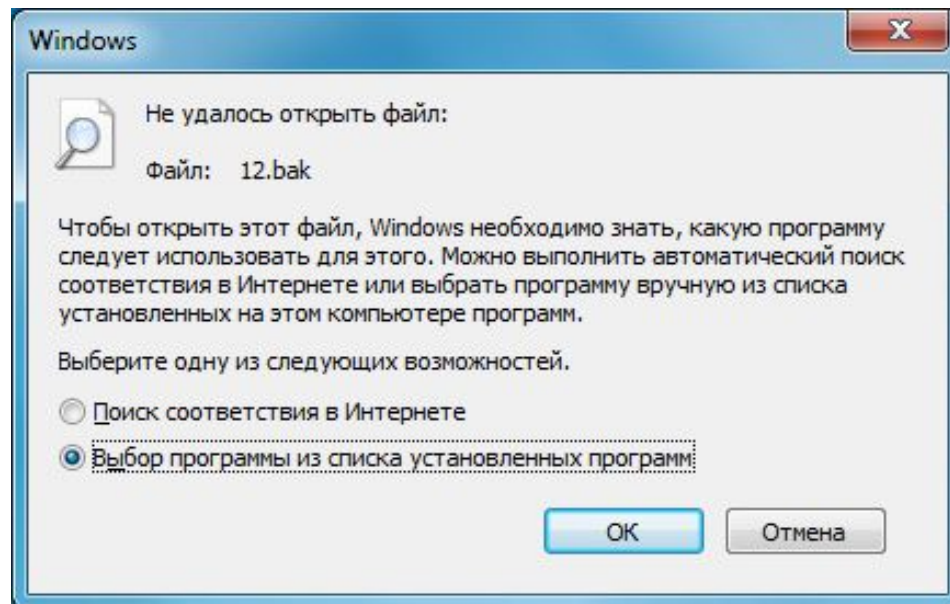 Windows
Не удалось открыть файл:
Файл: 12.bak
Чтобы открыть этот файл, Windows необходимо знать, какую программу
следует использовать для этого. Можно выполнить автоматический поиск
соответствия в Интернете или выбрать программу вручную из списка
установленных на этом компьютере программ.
Выберите одну из следующих возможностей.
Поиск соответствия в Интернете
Выбор программы из списка установленных программ
ОК Отмена